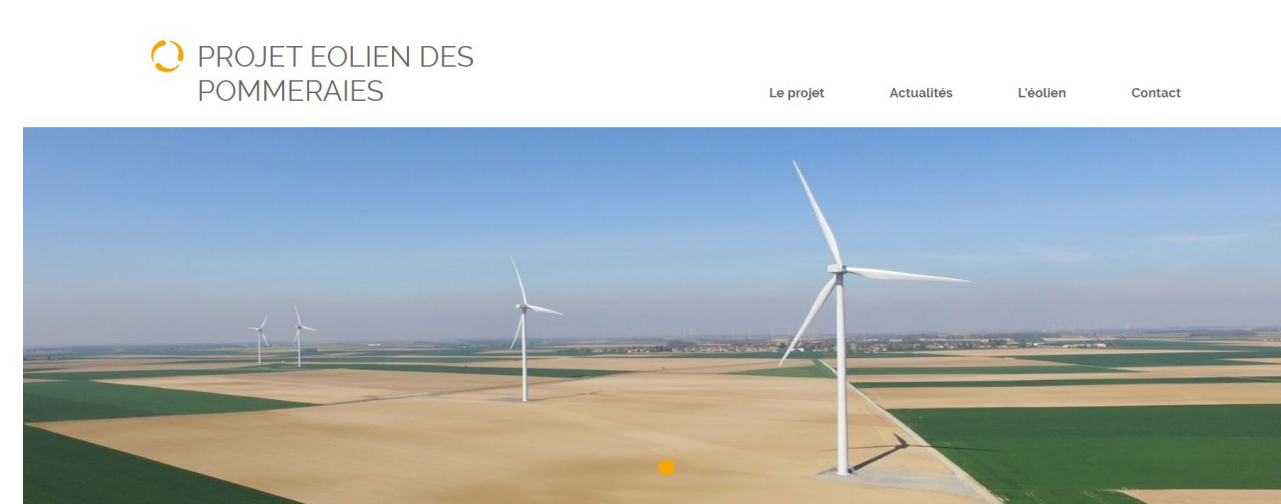 PROJET EOLIEN DES
POMMERAIES
Le projet
Actualités
L'éolien
Contact